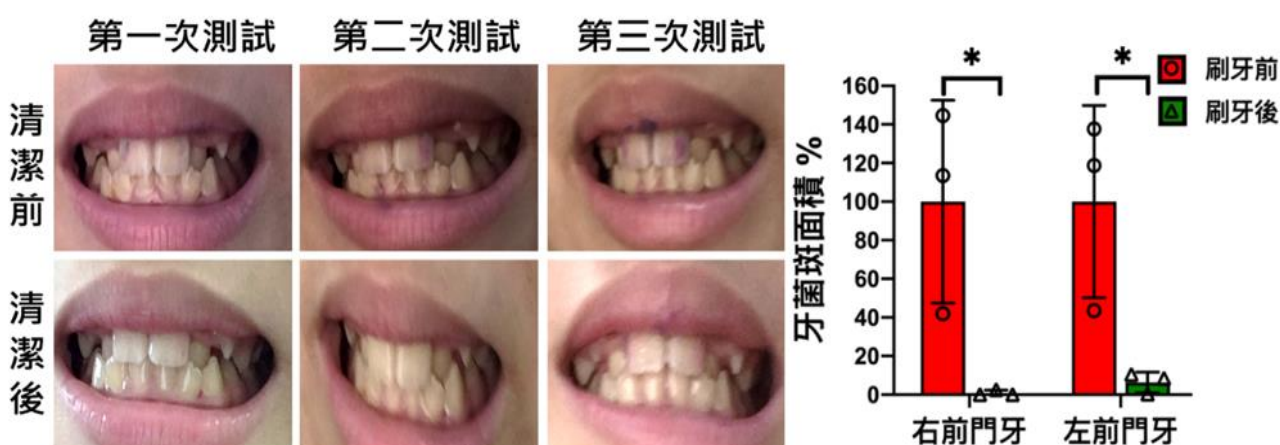 第一次測試
第二次測試
第三次測試
清潔前
清潔後
*
*
刷牙前
刷牙後
牙菌斑面積 %
160
140
120
100
80
60
40
20
0
右前門牙
左前門牙